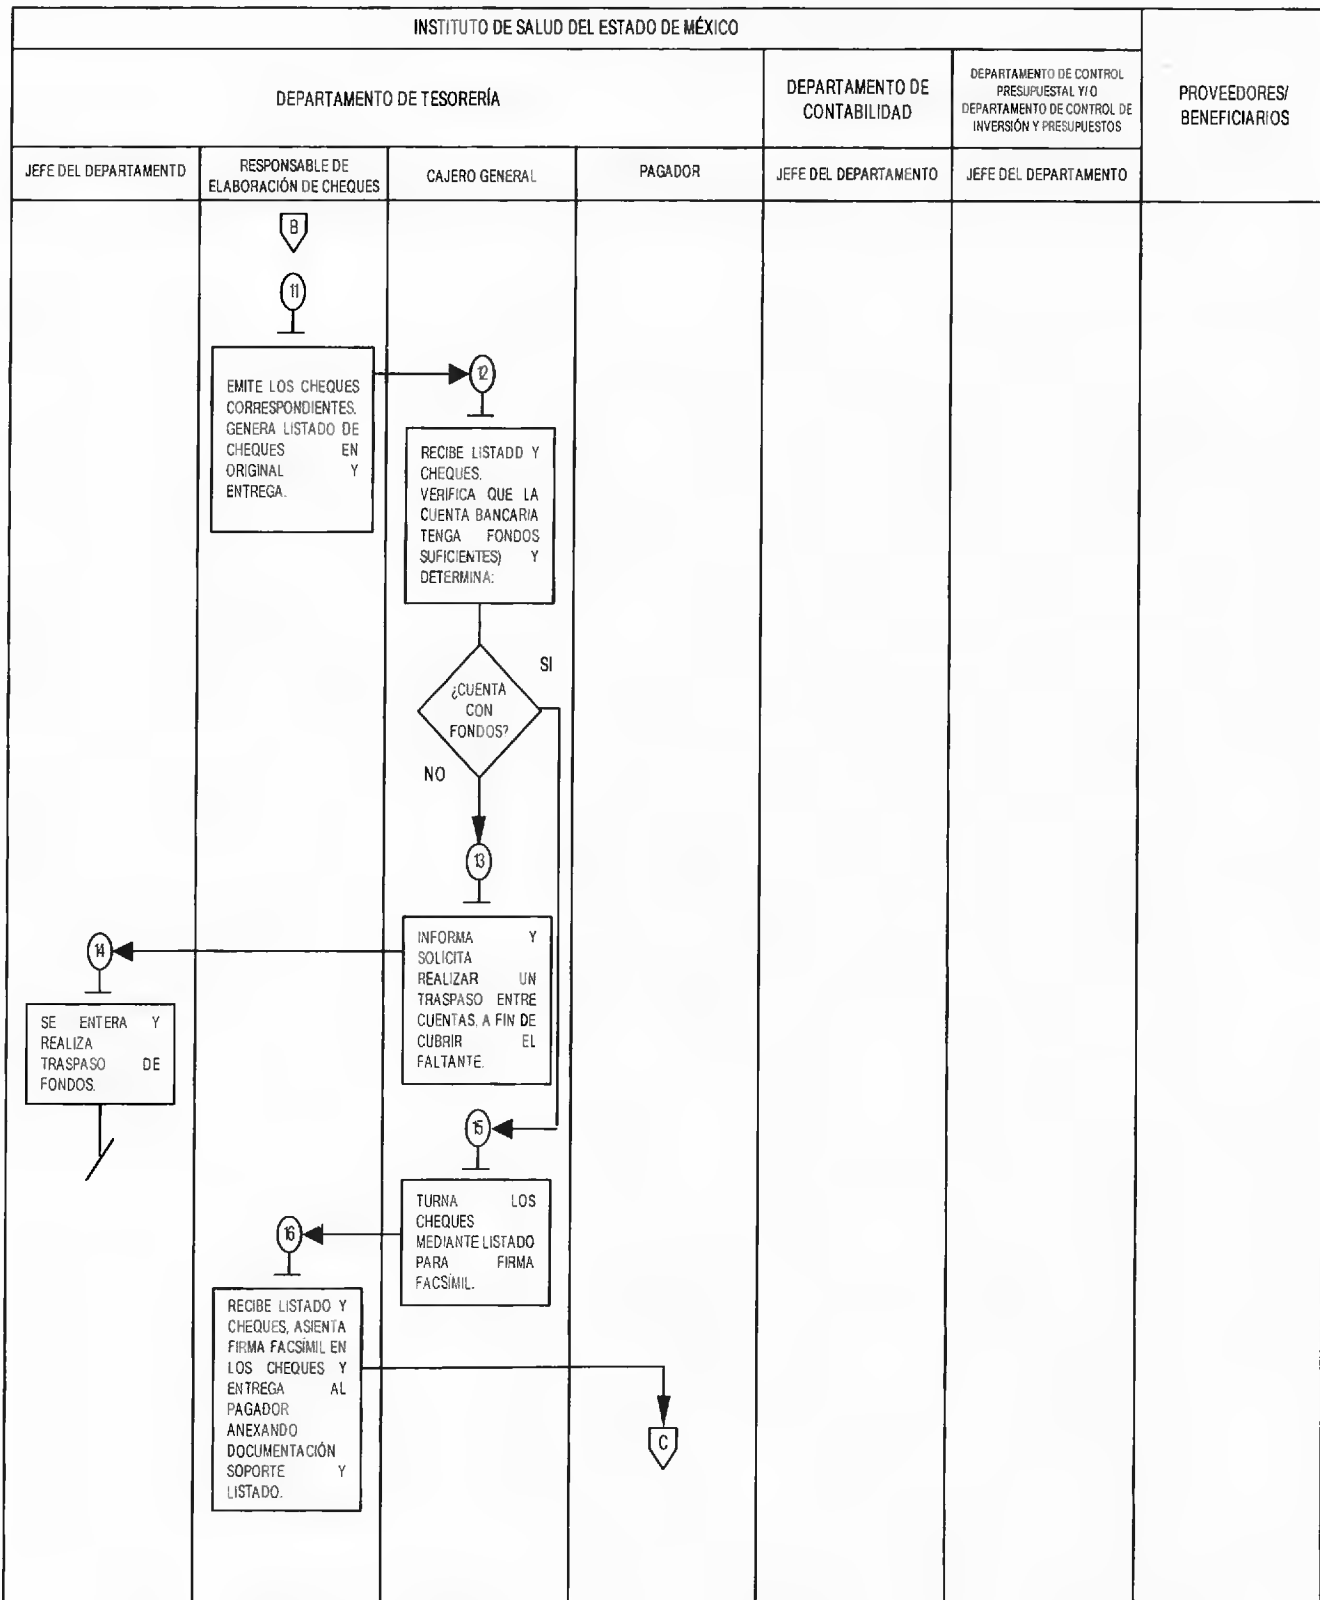 INSTITUTO DE SALUD DEL ESTADO DE MÉXICO
DEPARTAMENTO DE TESORERÍA
DEPARTAMENTO DE
CONTABILIDAD
DEPARTAMENTO DE CONTROL
PRESUPUESTAL Y/O
DEPARTAMENTO DE CONTROL DE
INVERSIÓN Y PRESUPUESTOS
PROVEEDORES/
BENEFICIARIOS
JEFE DEL DEPARTAMENTO
RESPONSABLE DE
ELABORACIÓN DE CHEQUES
CAJERO GENERAL
PAGADOR
JEFE DEL DEPARTAMENTO
JEFE DEL DEPARTAMENTO
B
11
EMITE LOS CHEQUES
CORRESPONDIENTES.
GENERA LISTADO DE
CHEQUES EN
ORIGINAL Y
ENTREGA.
12
RECIBE LISTADO Y
CHEQUES.
VERIFICA QUE LA
CUENTA BANCARIA
TENGA FONDOS
SUFICIENTES) Y
DETERMINA:
¿CUENTA
CON
FONDOS?
SI
NO
13
INFORMA Y
SOLICITA
REALIZAR UN
TRASPASO ENTRE
CUENTAS, A FIN DE
CUBRIR EL
FALTANTE.
14
SE ENTERA Y
REALIZA
TRASPASO DE
FONDOS.
15
TURNA LOS
CHEQUES
MEDIANTE LISTADO
PARA FIRMA
FACSÍMIL.
16
RECIBE LISTADO Y
CHEQUES, ASIENTA
FIRMA FACSÍMIL EN
LOS CHEQUES Y
ENTREGA AL
PAGADOR
ANEXANDO
DOCUMENTACIÓN
SOPORTE Y
LISTADO.
C